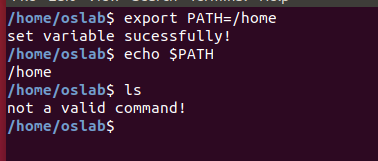 /home/oslab$ export PATH=/home
set variable sucessfully!
/home/oslab$ echo $PATH
/home
/home/oslab$ ls
not a valid command!
/home/oslab$